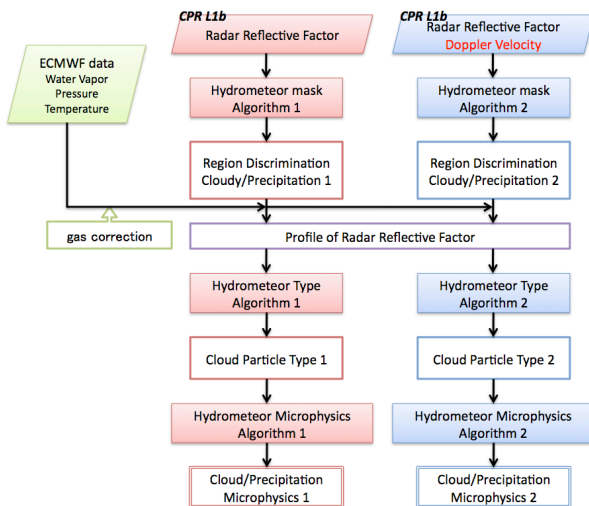 CPR L1b
Radar Reflective Factor
CPR L1b
Radar Reflective Factor
Doppler Velocity
ECMWF data
Water Vapor
Pressure
Temperature
Hydrometeor mask
Algorithm 1
Hydrometeor mask
Algorithm 2
Region Discrimination
Cloudy/Precipitation 1
Region Discrimination
Cloudy/Precipitation 2
gas correction
Profile of Radar Reflective Factor
Hydrometeor Type
Algorithm 1
Hydrometeor Type
Algorithm 2
Cloud Particle Type 1
Cloud Particle Type 2
Hydrometeor Microphysics
Algorithm 1
Hydrometeor Microphysics
Algorithm 2
Cloud/Precipitation
Microphysics 1
Cloud/Precipitation
Microphysics 2